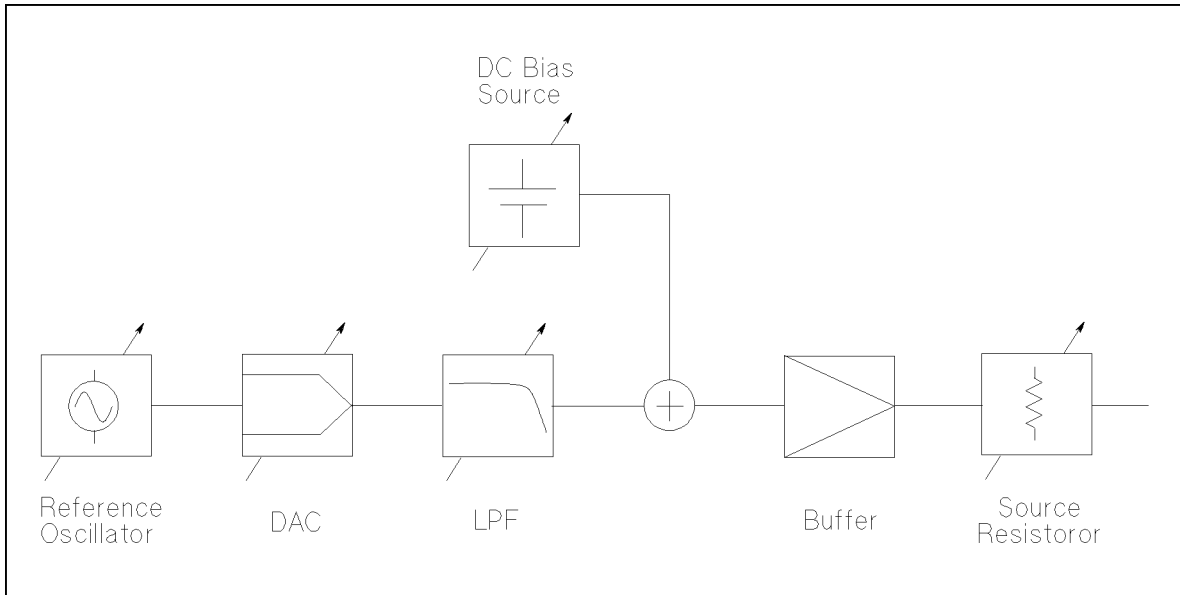 DC Bias
Source
Reference
Oscillator
DAC
LPF
Buffer
Source
Resistoror